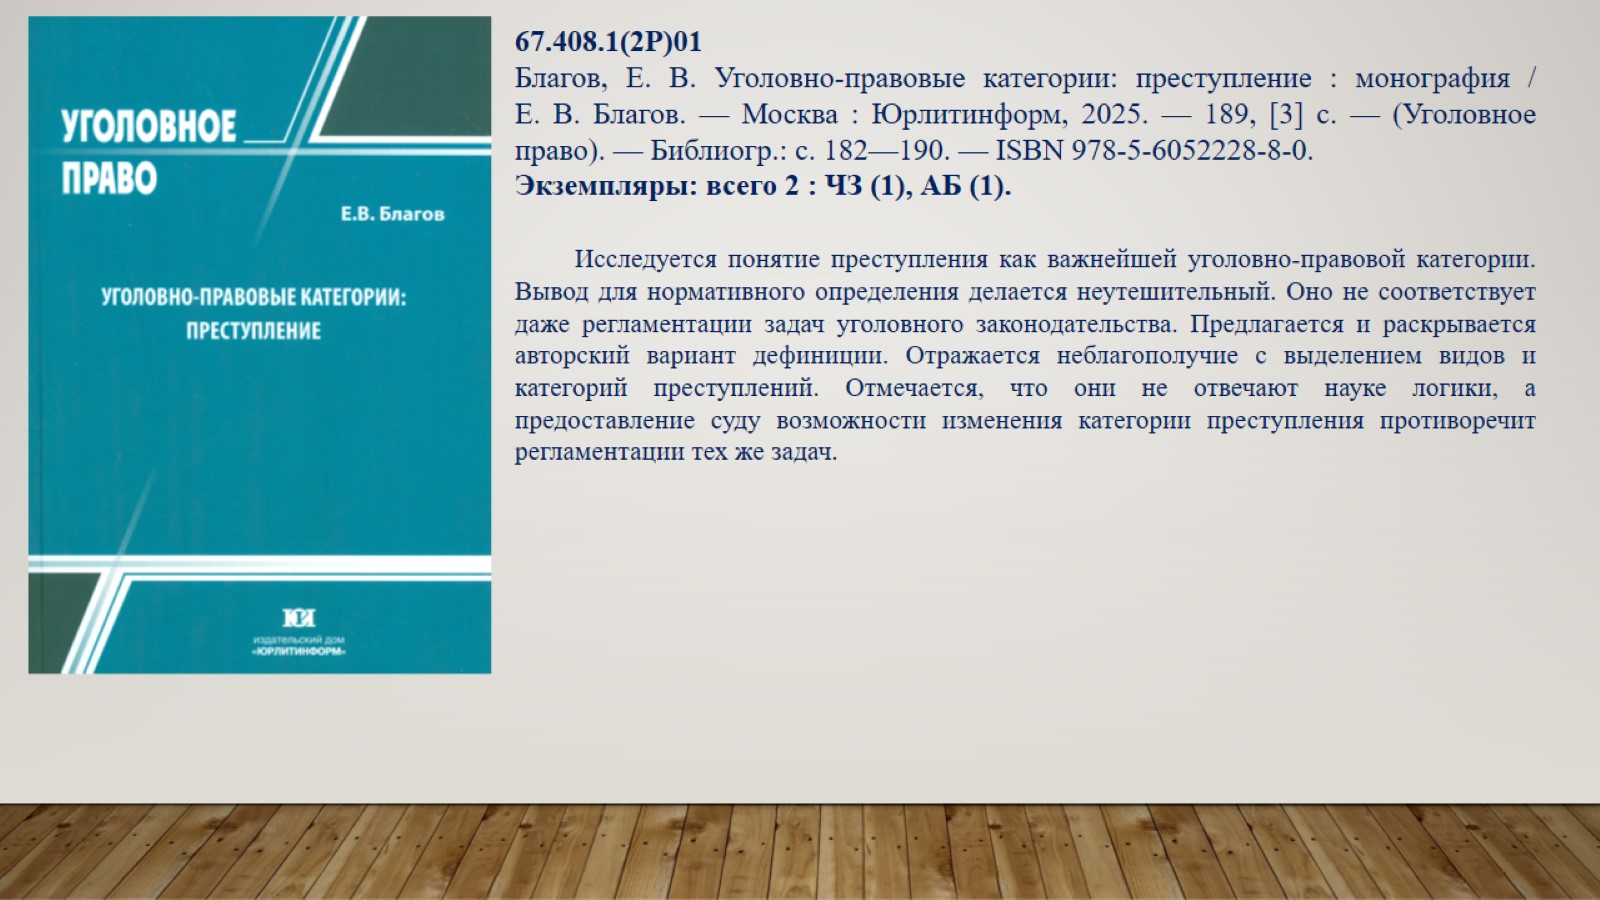 УГОЛОВНОЕ
ПРАВО
Е.В. Благов
УГОЛОВНО-ПРАВОВЫЕ КАТЕГОРИИ:
ПРЕСТУПЛЕНИЕ
ИЗДАТЕЛЬСКИЙ ДОМ
«ЮРЛИТИНФОРМ»
67.408.1(2Р)01
Благов, Е. В. Уголовно-правовые категории: преступление : монография /
Е. В. Благов. — Москва : Юрлитинформ, 2025. — 189, [3] с. — (Уголовное
право). — Библиогр.: с. 182—190. — ISBN 978-5-6052228-8-0.
Экземпляры: всего 2 : ЧЗ (1), АБ (1).
Исследуется понятие преступления как важнейшей уголовно-правовой категории.
Вывод для нормативного определения делается неутешительный. Оно не соответствует
даже регламентации задач уголовного законодательства. Предлагается и раскрывается
авторский вариант дефиниции. Отражается неблагополучие с выделением видов и
категорий преступлений. Отмечается, что они не отвечают науке логики, а
предоставление суду возможности изменения категории преступления противоречит
регламентации тех же задач.